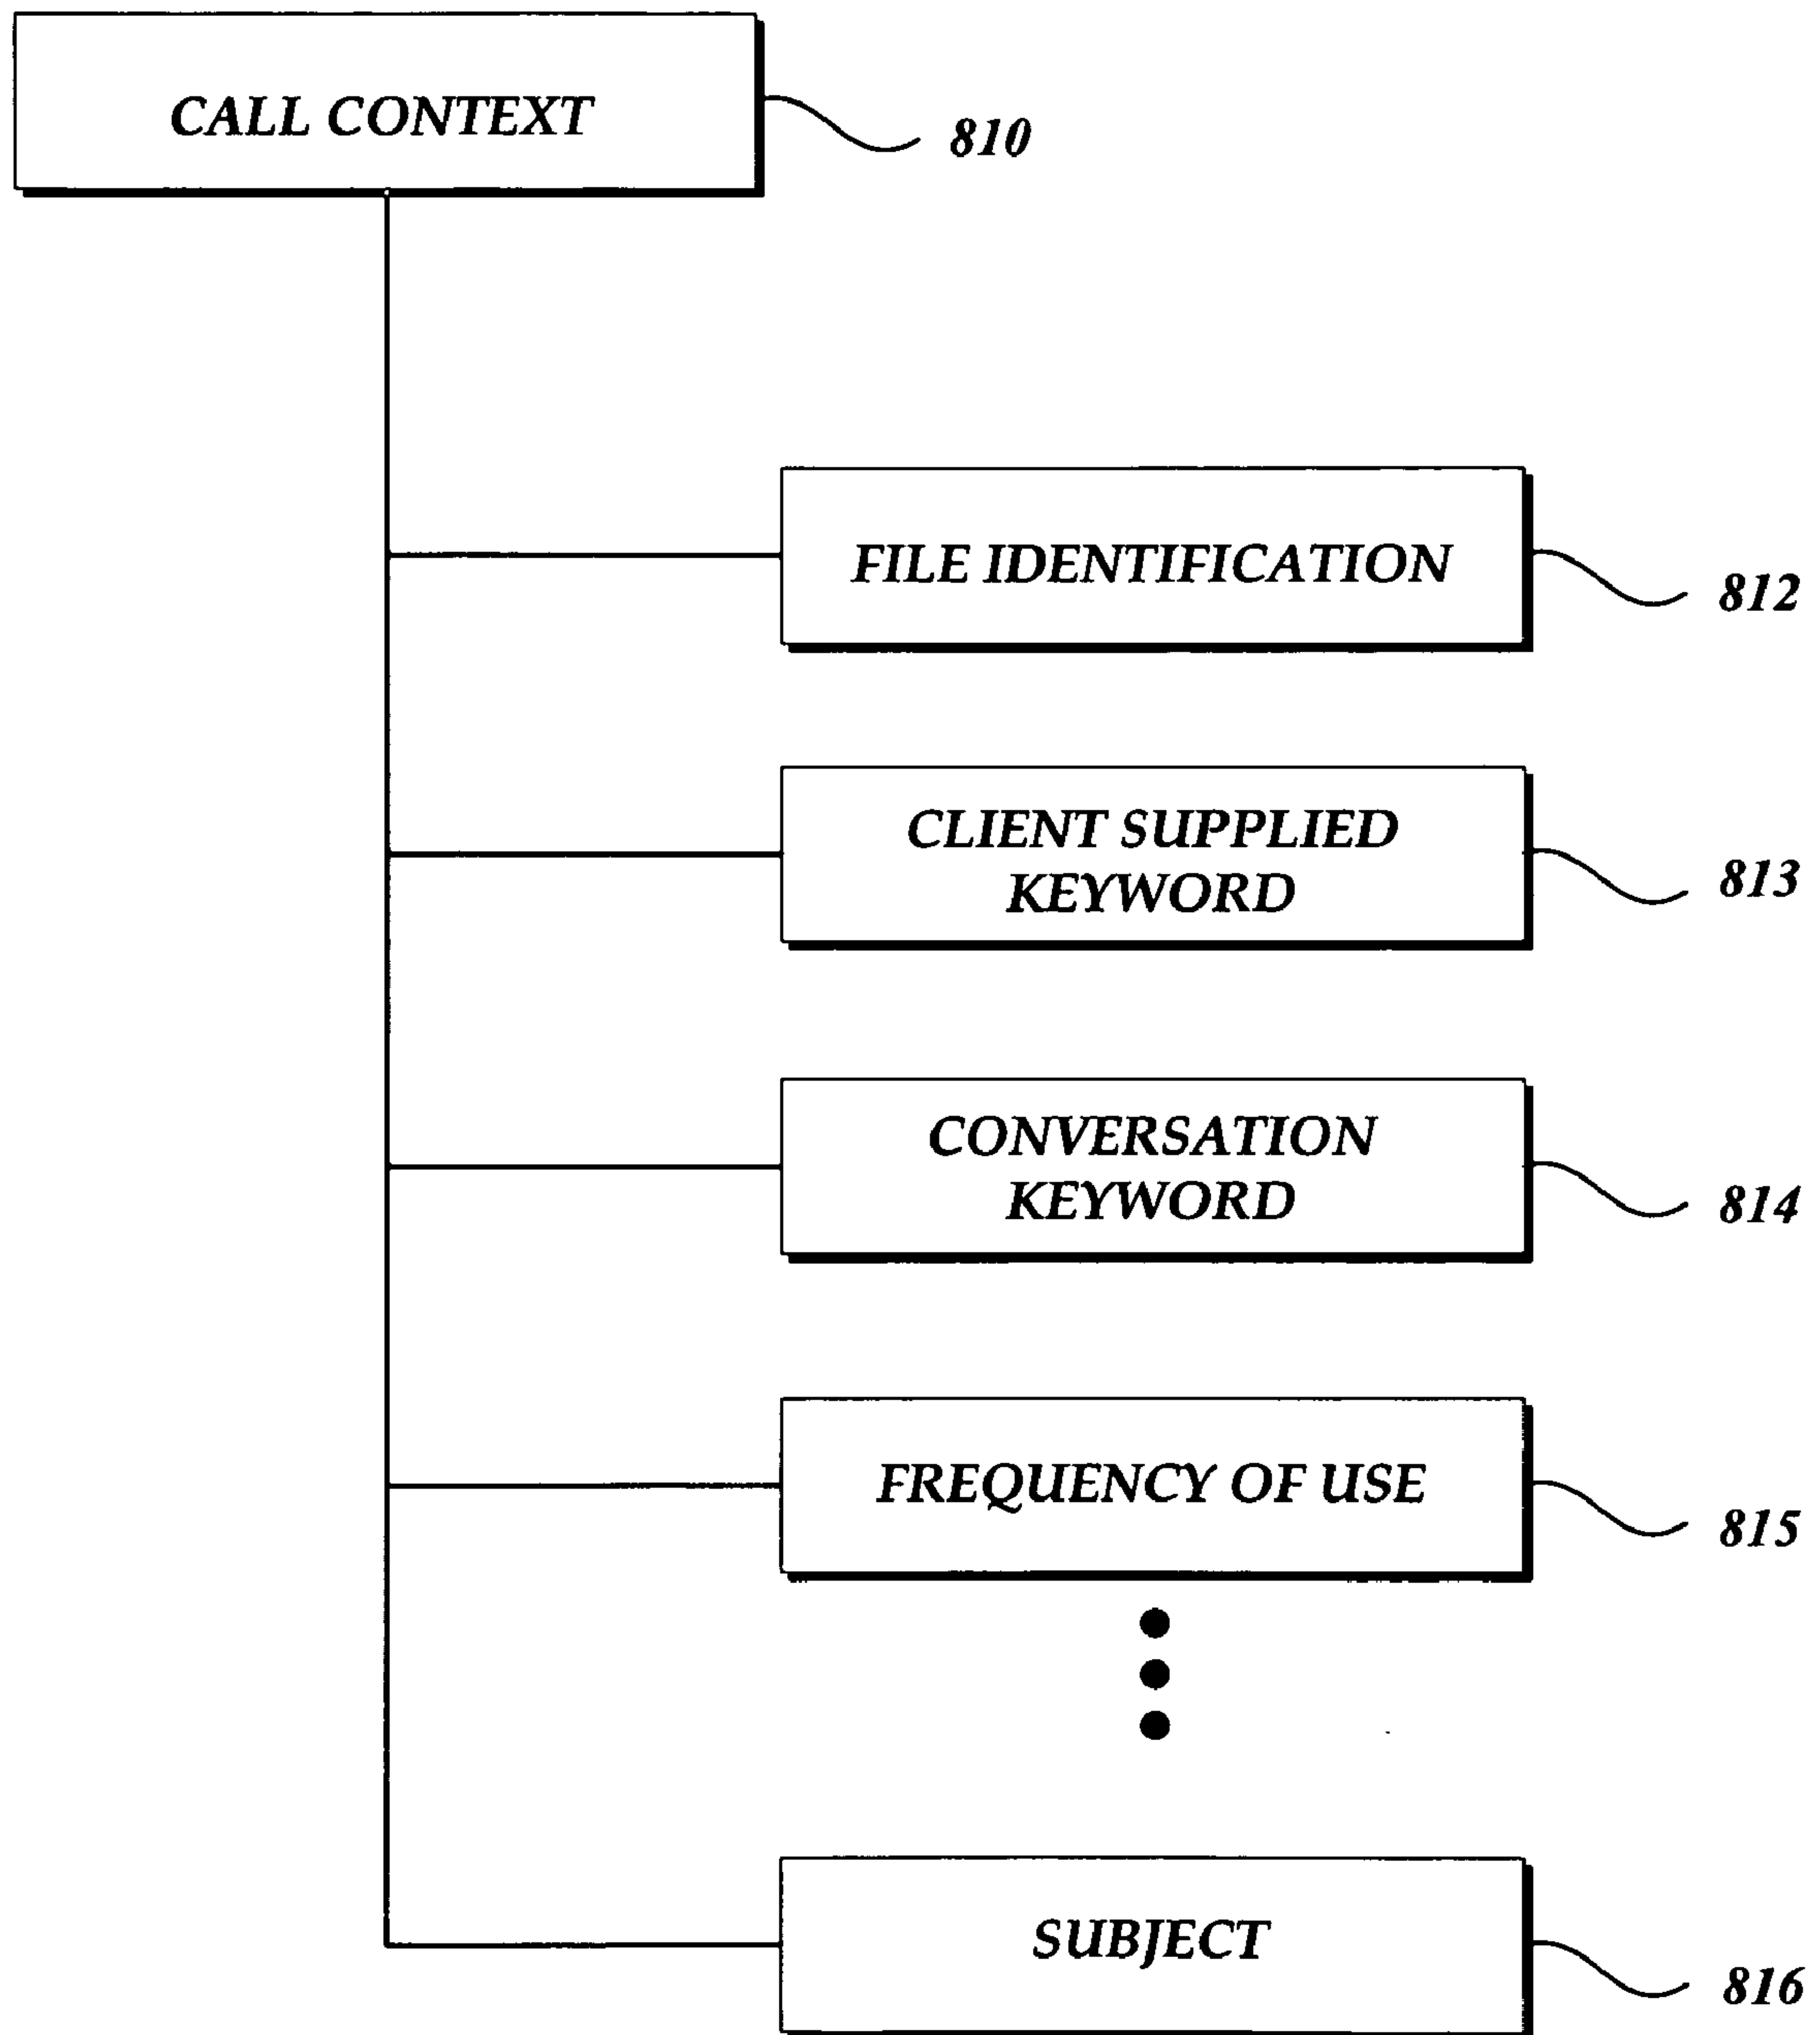 CALL CONTEXT
810
FILE IDENTIFICATION
812
CLIENT SUPPLIED
KEYWORD
813
CONVERSATION
KEYWORD
814
FREQUENCY OF USE
815
SUBJECT
816